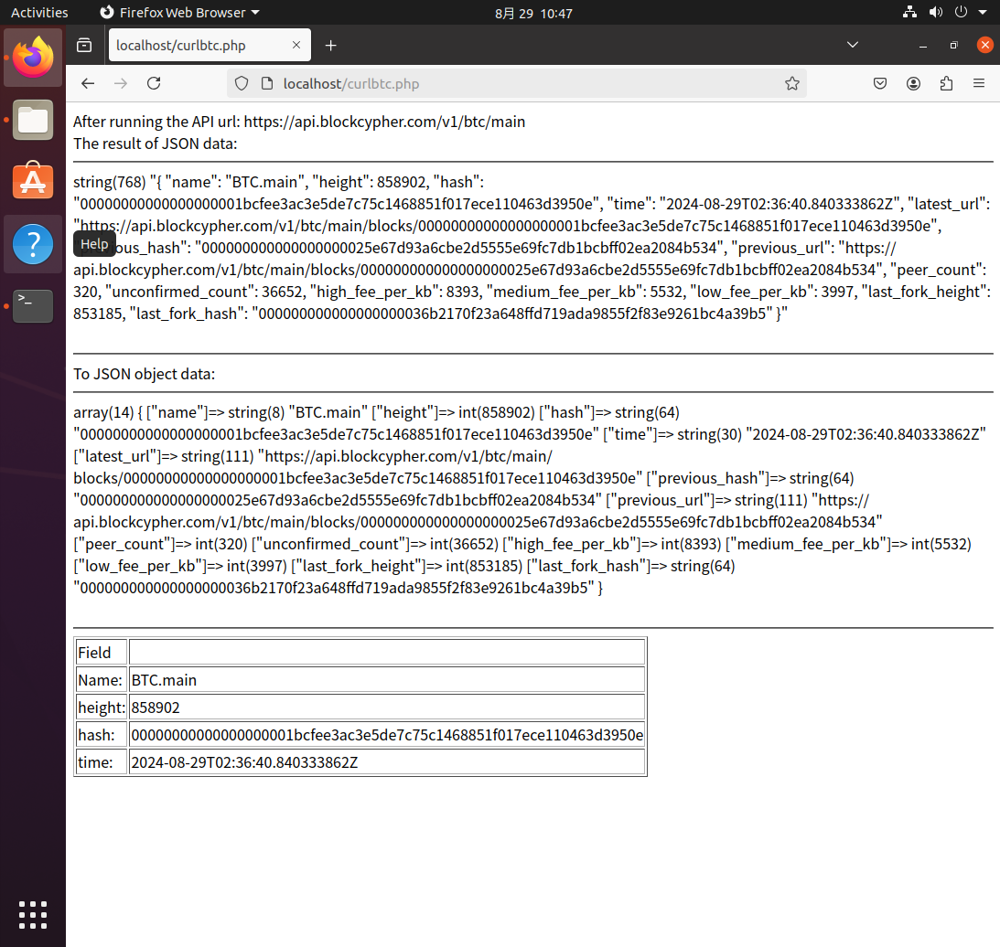 Activities
Firefox Web Browser
8月 29 10:47
localhost/curlbtc.php
localhost/curlbtc.php
After running the API url: https://api.blockcypher.com/v1/btc/main
The result of JSON data:
string(768) "{ "name": "BTC.main", "height": 858902, "hash":
"00000000000000000001bcfee3ac3e5de7c75c1468851f017ece110463d3950e", "time": "2024-08-29T02:36:40.840333862Z", "latest_url":
"https://api.blockcypher.com/v1/btc/main/blocks/00000000000000000001bcfee3ac3e5de7c75c1468851f017ece110463d3950e",
Help
ious_hash": "000000000000000000025e67d93a6cbe2d5555e69fc7db1bcbff02ea2084b534", "previous_url": "https://
api.blockcypher.com/v1/btc/main/blocks/000000000000000000025e67d93a6cbe2d5555e69fc7db1bcbff02ea2084b534", "peer_count":
320, "unconfirmed_count": 36652, "high_fee_per_kb": 8393, "medium_fee_per_kb": 5532, "low_fee_per_kb": 3997, "last_fork_height":
853185, "last_fork_hash": "000000000000000000036b2170f23a648ffd719ada9855f2f83e9261bc4a39b5" }"
To JSON object data:
array(14) { ["name"]=> string(8) "BTC.main" ["height"]=> int(858902) ["hash"]=> string(64)
"00000000000000000001bcfee3ac3e5de7c75c1468851f017ece110463d3950e" ["time"]=> string(30) "2024-08-29T02:36:40.840333862Z"
["latest_url"]=> string(111) "https://api.blockcypher.com/v1/btc/main/
blocks/00000000000000000001bcfee3ac3e5de7c75c1468851f017ece110463d3950e" ["previous_hash"]=> string(64)
"000000000000000000025e67d93a6cbe2d5555e69fc7db1bcbff02ea2084b534" ["previous_url"]=> string(111) "https://
api.blockcypher.com/v1/btc/main/blocks/000000000000000000025e67d93a6cbe2d5555e69fc7db1bcbff02ea2084b534"
["peer_count"]=> int(320) ["unconfirmed_count"]=> int(36652) ["high_fee_per_kb"]=> int(8393) ["medium_fee_per_kb"]=> int(5532)
["low_fee_per_kb"]=> int(3997) ["last_fork_height"]=> int(853185) ["last_fork_hash"]=> string(64)
"000000000000000000036b2170f23a648ffd719ada9855f2f83e9261bc4a39b5" }
Field
Name: BTC.main
height: 858902
hash: 00000000000000000001bcfee3ac3e5de7c75c1468851f017ece110463d3950e
time: 2024-08-29T02:36:40.840333862Z